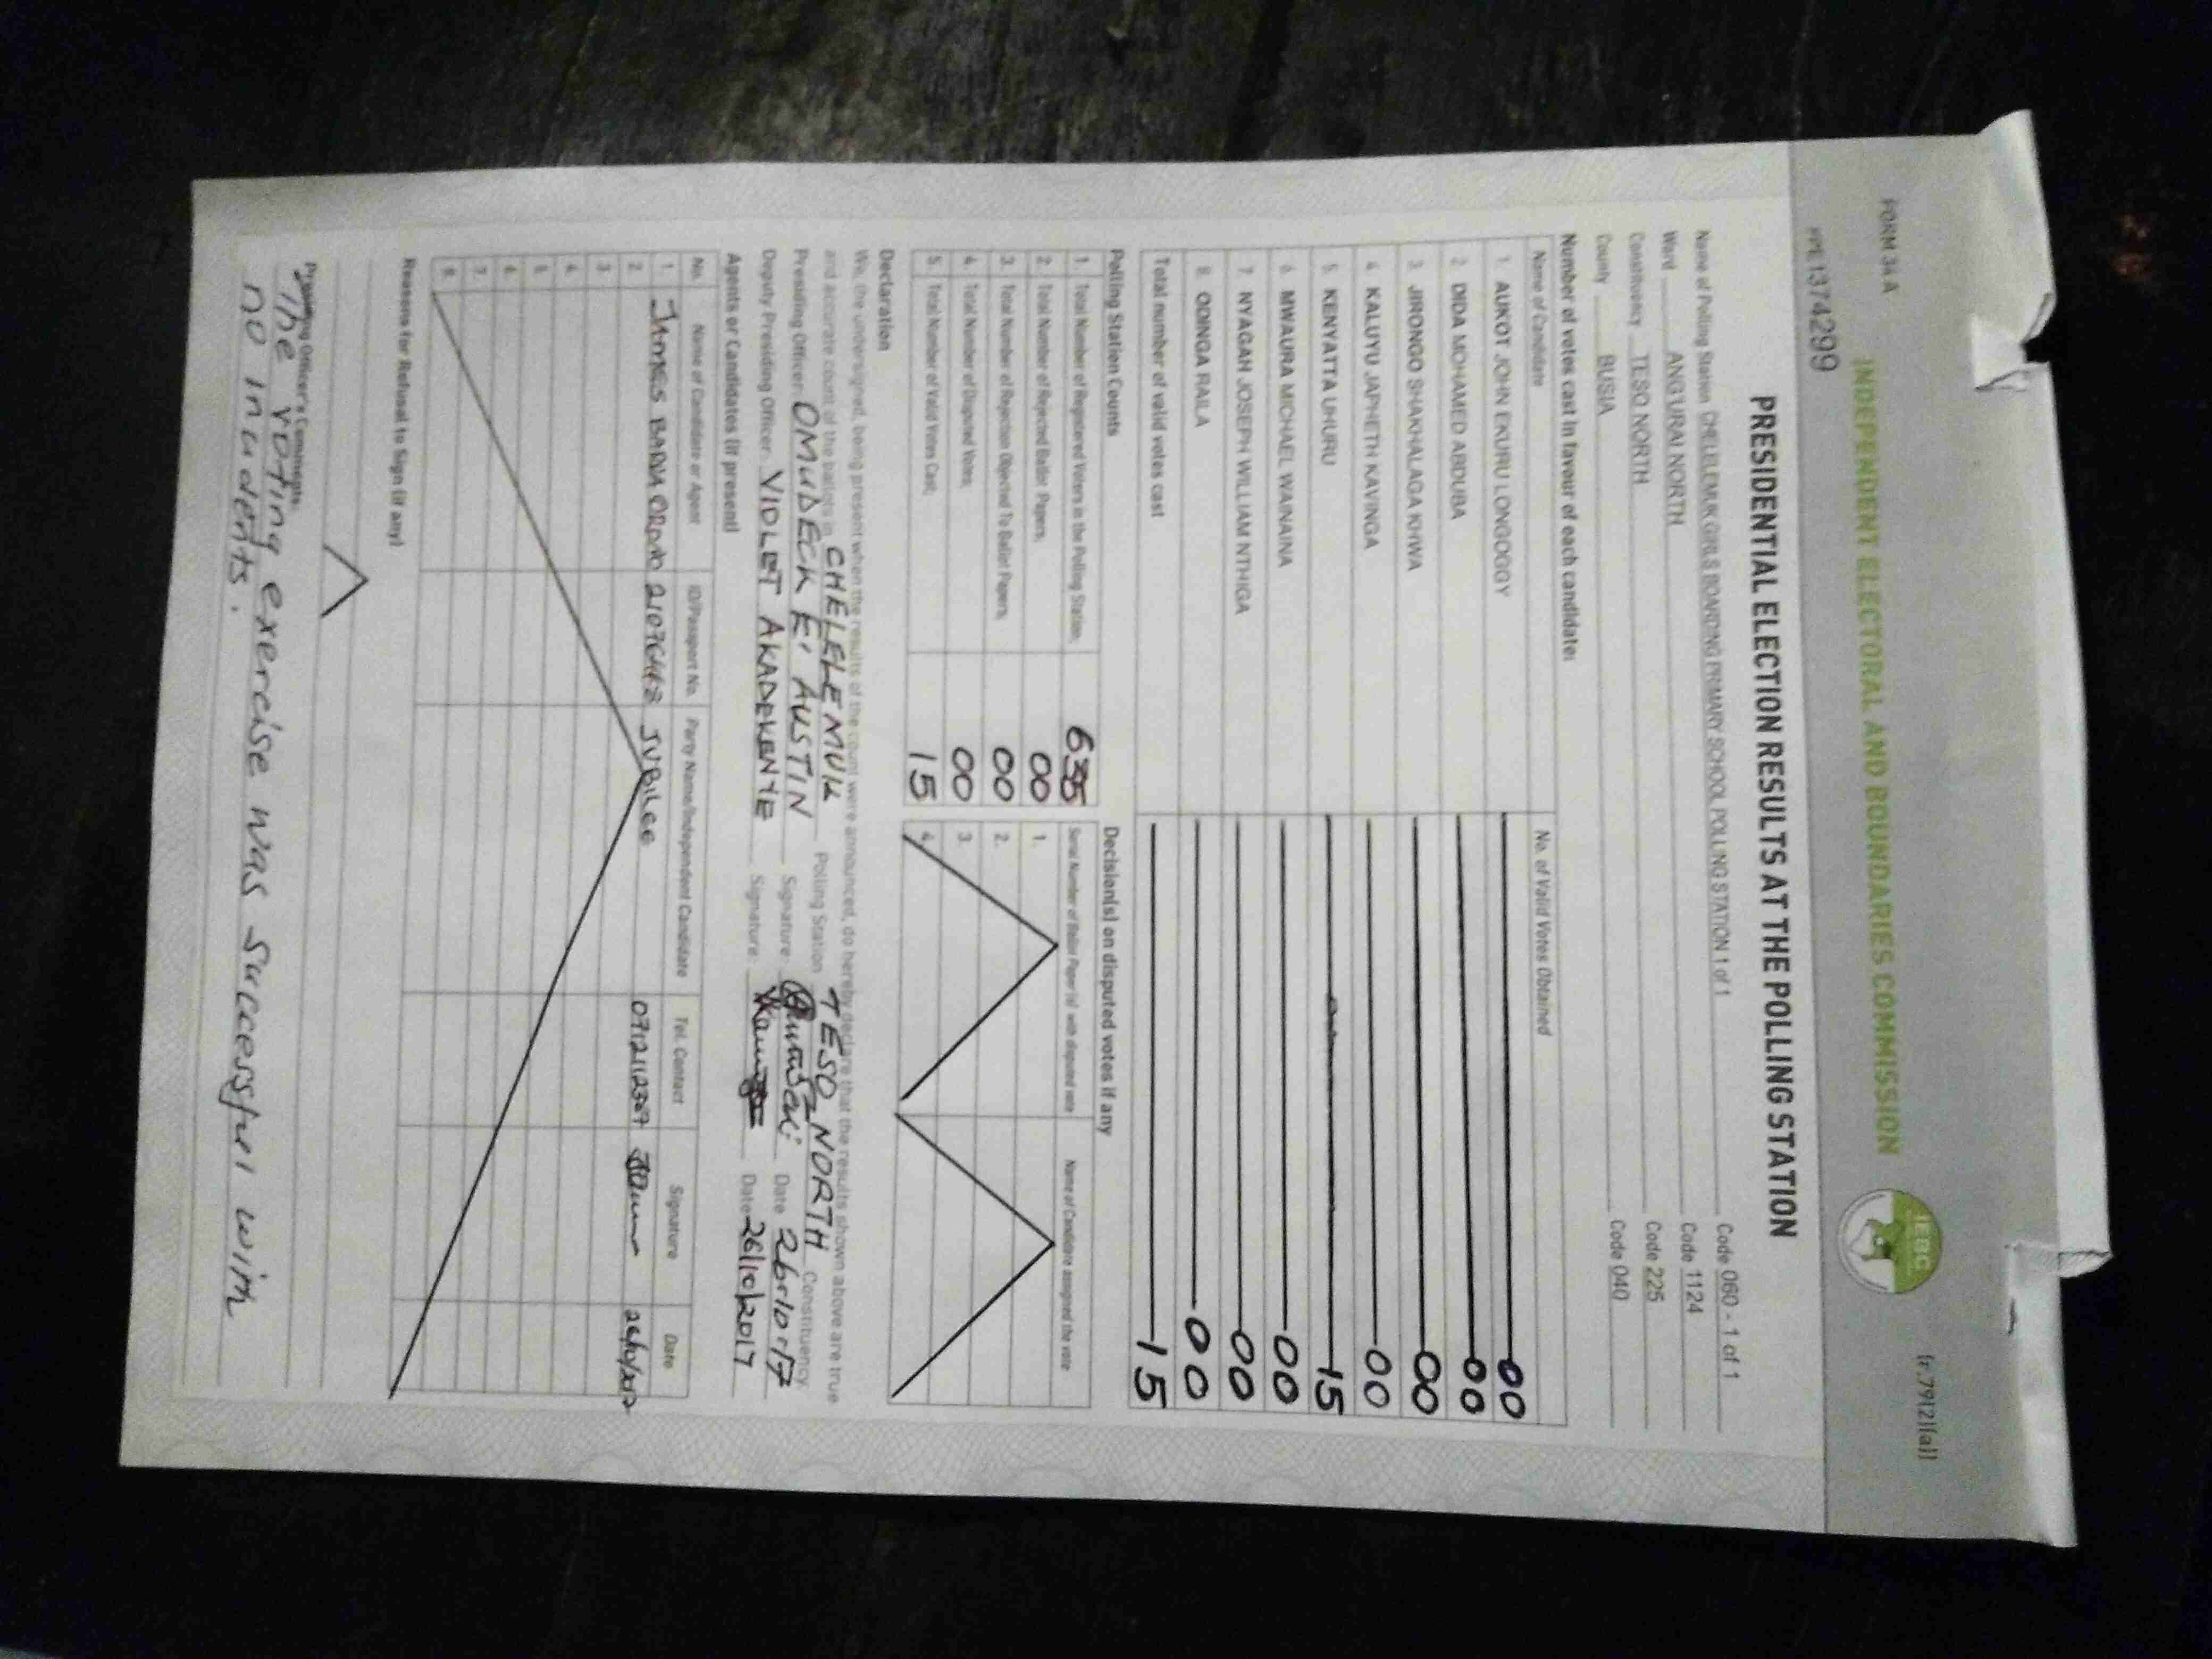 FORM 34A
(r.79(2)(a))
INDEPENDENT ELECTORAL AND BOUNDARIES COMMISSION
IEBC
1374299
PRESIDENTIAL ELECTION RESULTS AT THE POLLING STATION
Name of Polling Station CHELELEMUK GIRLS BOARDING PRIMARY SCHOOL POLLING STATION 1 of 1 Code 060 - 1 of 1
Ward ANG'URAI NORTH Code 1124
Constituency TESO NORTH Code 225
County BUSIA Code 040
Number of votes cast in favour of each candidate:
Name of Candidate No. of Valid Votes Obtained
1. AUKOT JOHN EKURU LONGOGGY 00
2. DIDA MOHAMED ABDUBA 00
3. JIRONGO SHAKHALAGA KHWA 00
4. KALUYU JAPHETH KAVINGA 00
5. KENYATTA UHURU 15
6. MWAURA MICHAEL WAINAINA 00
7. NYAGAH JOSEPH WILLIAM NTHIGA 00
8. ODINGA RAILA 00
Total number of valid votes cast 15
Polling Station Counts
1. Total Number of Registered Voters in the Polling Station;
2. Total Number of Rejected Ballot Papers; 00
3. Total Number of Rejection Objected To Ballot Papers; 00
4. Total Number of Disputed Votes; 00
5. Total Number of Valid Votes Cast; 15
Decision(s) on disputed votes if any
Serial Number of Ballot Paper(s) with disputed vote Name of Candidate assigned the vote
1.
2.
3.
4.
Declaration
We, the undersigned, being present when the results of the count were announced, do hereby declare that the results shown above are true
and accurate count of the ballots in CHELELEMUK Polling Station TESO NORTH Constituency.
Presiding Officer: OMUDECK E' AUSTIN Signature Date 26/10/17
Deputy Presiding Officer: VIOLET Signature Date 26/10/2017
Agents or Candidates (if present)
No. Name of Candidate or Agent ID/Passport No. Party Name/Independent Candidate Tel. Contact Signature Date
1. JAMES JUBILEE 26/10/2017
2.
3.
4.
5.
6.
7.
8.
Reasons for Refusal to Sign (if any)
Presiding Officer's Comments:
The voting exercise was successful with
no incidents.